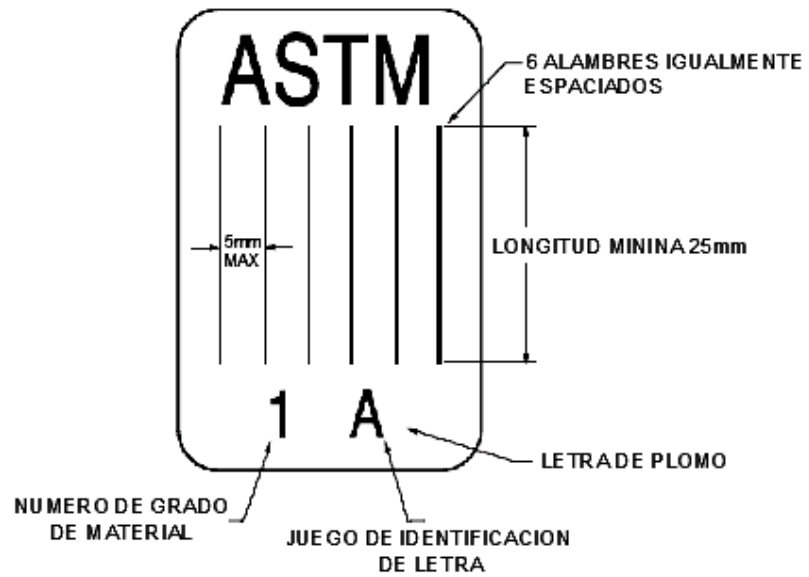 ASTM
6 ALAMBRES IGUALMENTE
ESPACIADOS
5mm
MAX
LONGITUD MININA 25mm
1 A
LETRA DE PLOMO
NUMERO DE GRADO
DE MATERIAL
JUEGO DE IDENTIFICACION
DE LETRA